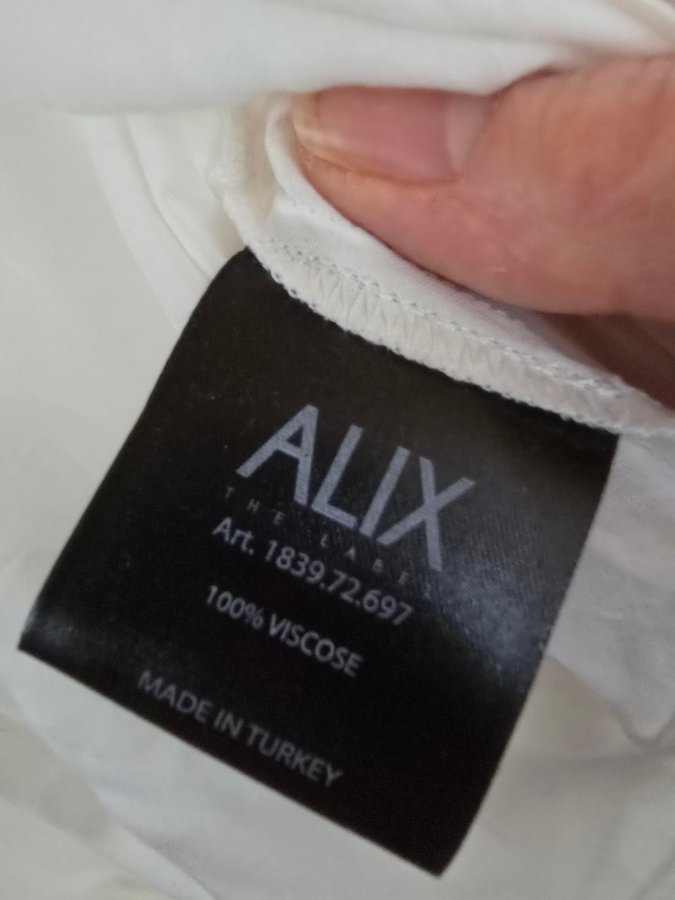 ALIX
THE LABEL
Art. 1839.72.697
100% VISCOSE
MADE IN TURKEY